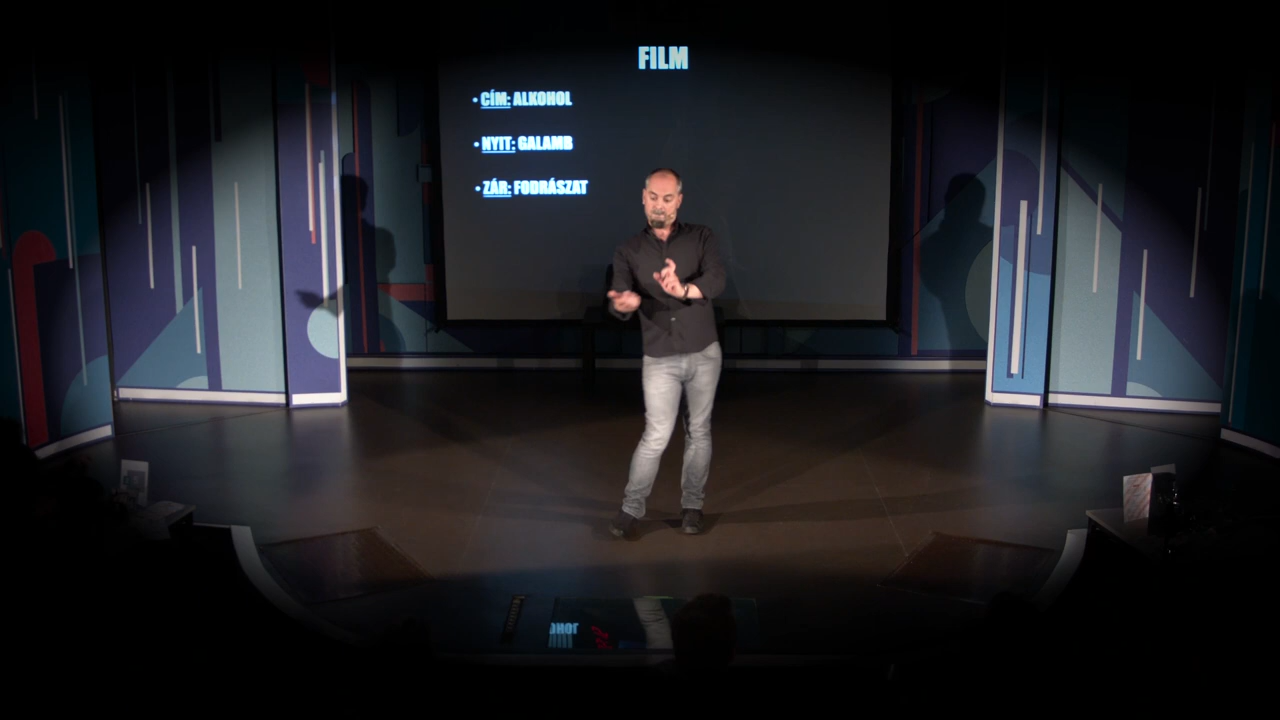 FILM
• CÍM: ALKOHOL
• NYIT: GALAMB
• ZÁR: FODRÁSZAT